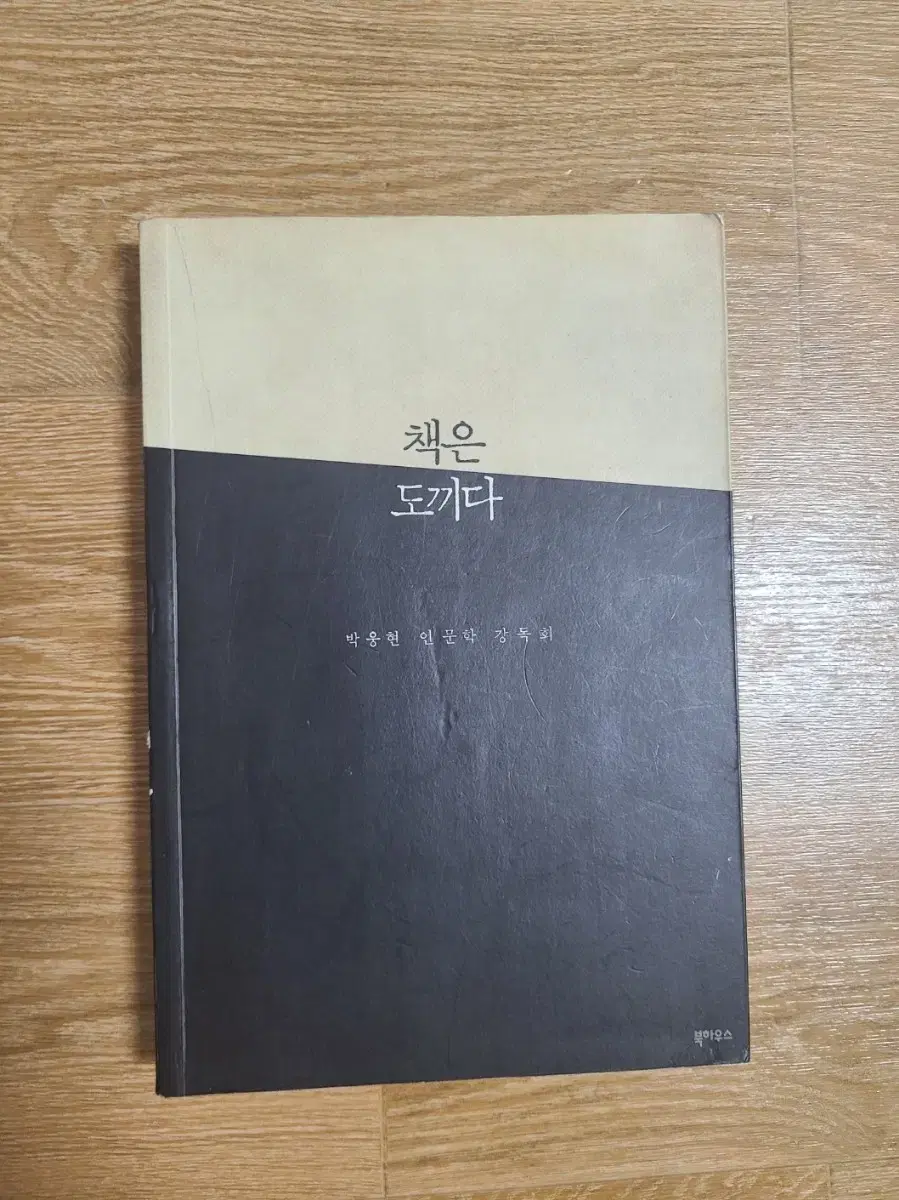 책은
도끼다
박웅현 인문학 강독회
북하우스